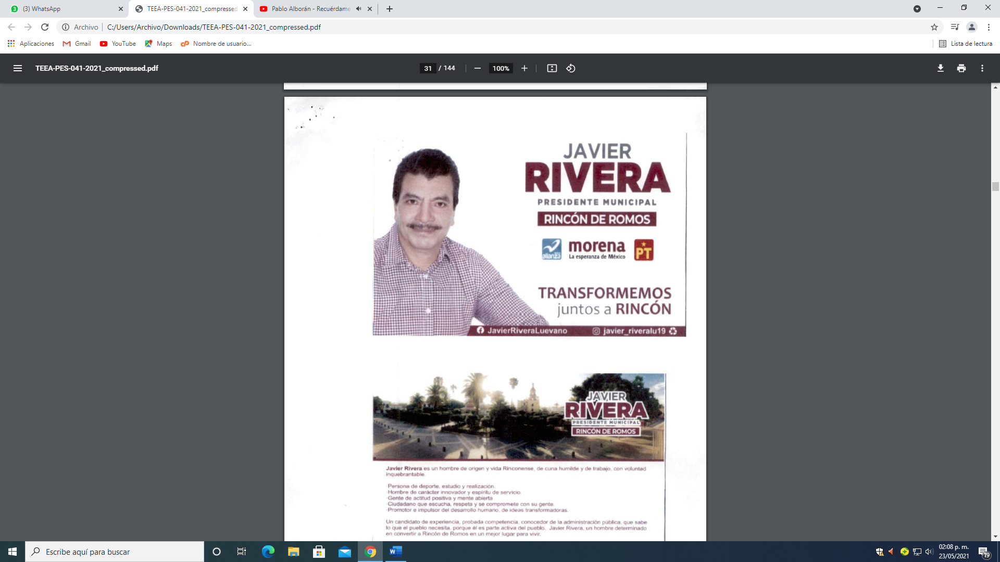 (3) WhatsApp
TEEA-PES-041-2021_compressed
Pablo Alborán - Recuérdame
Archivo
C:/Users/Archivo/Downloads/TEEA-PES-041-2021_compressed.pdf
Aplicaciones
Gmail
YouTube
Maps
Nombre de usuario...
Lista de lectura
TEEA-PES-041-2021_compressed.pdf
31 / 144
100%
JAVIER
RIVERA
PRESIDENTE MUNICIPAL
RINCÓN DE ROMOS
alianza
morena
La esperanza de México
PT
TRANSFORMEMOS
juntos a RINCÓN
JavierRiveraLuevano
javier_riveralu19
JAVIER
RIVERA
PRESIDENTE MUNICIPAL
RINCÓN DE ROMOS
Javier Rivera es un hombre de origen y vida Rinconense, de cuna humilde y de trabajo, con voluntad
inquebrantable.
·Persona de deporte, estudio y realización.
·Hombre de carácter innovador y espíritu de servicio.
·Gente de actitud positiva y mente abierta
·Ciudadano que escucha, respeta y se compromete con su gente.
·Promotor e impulsor del desarrollo humano, de ideas transformadoras.
Un candidato de experiencia, probada competencia, conocedor de la administración pública, que sabe
lo que el pueblo necesita, porque él es parte activa del pueblo. Javier Rivera, un hombre determinado
en convertir a Rincón de Romos en un mejor lugar para vivir.
Escribe aquí para buscar
02:08 p. m.
23/05/2021
19